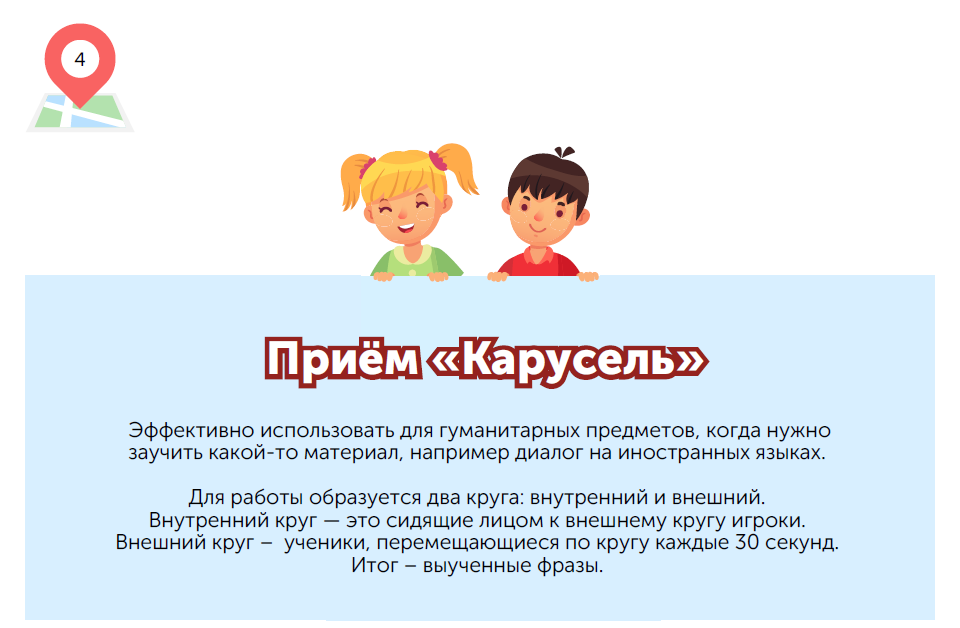 4
Приём «Карусель»
Эффективно использовать для гуманитарных предметов, когда нужно
заучить какой-то материал, например диалог на иностранных языках.
Для работы образуется два круга: внутренний и внешний.
Внутренний круг — это сидящие лицом к внешнему кругу игроки.
Внешний круг – ученики, перемещающиеся по кругу каждые 30 секунд.
Итог – выученные фразы.